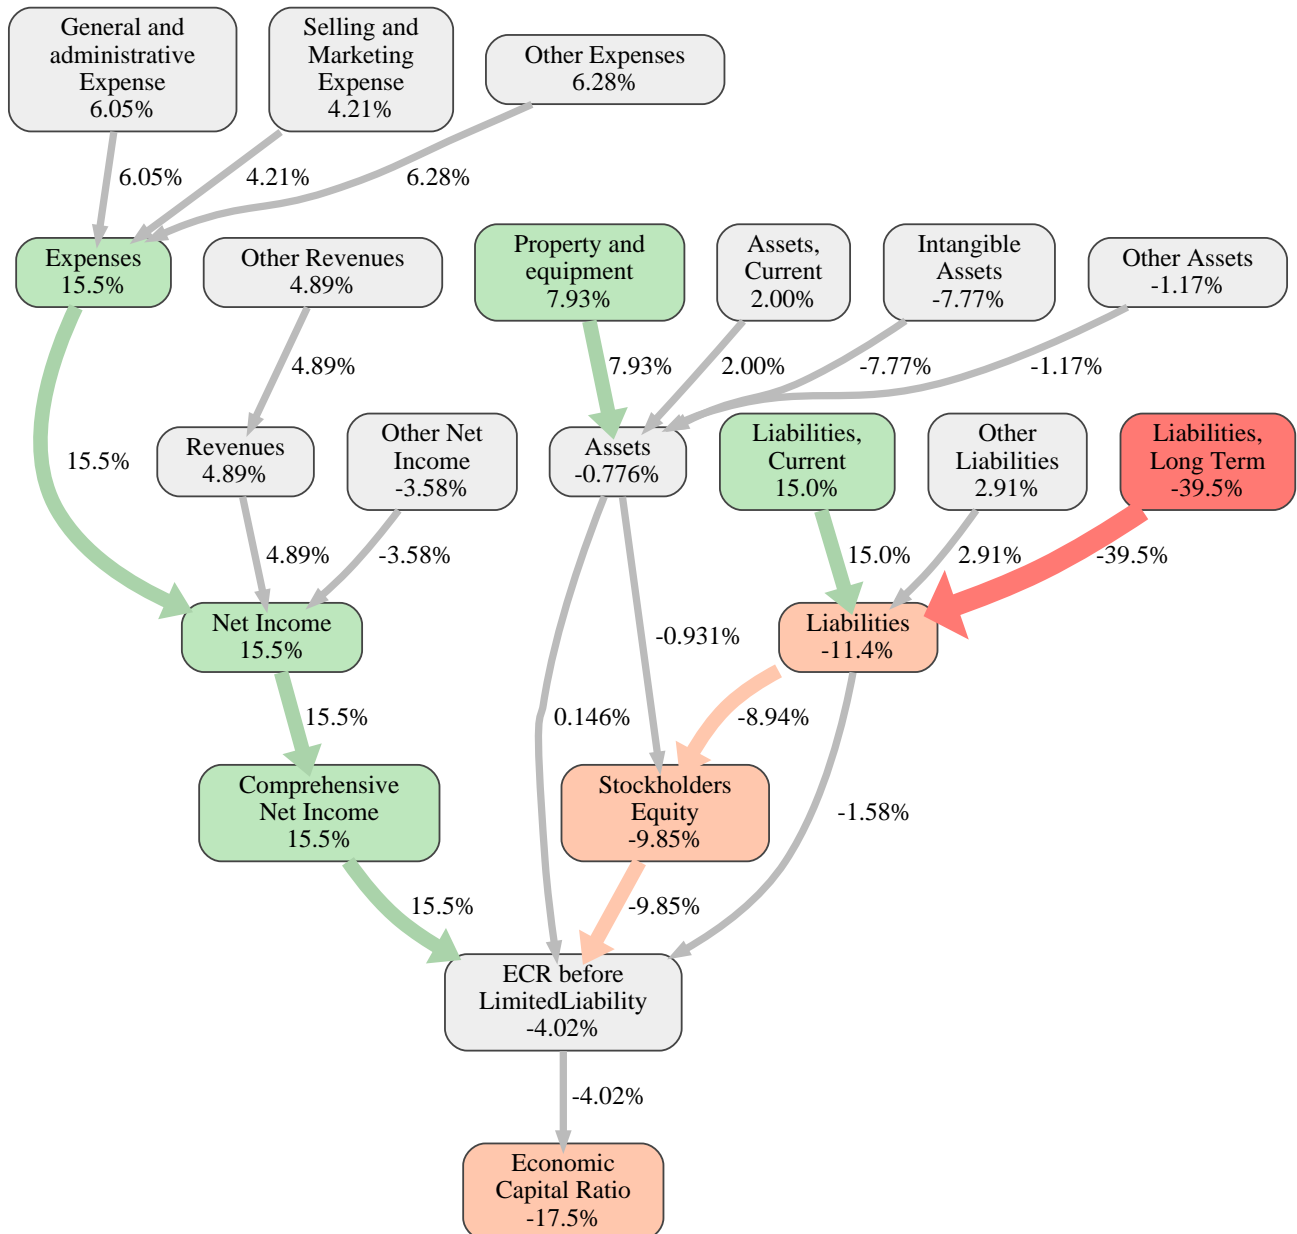 General and
administrative
Expense
6.05%
Selling and
Marketing
Expense
4.21%
Other Expenses
6.28%
6.05%
4.21%
6.28%
Expenses
15.5%
Other Revenues
4.89%
Property and
equipment
7.93%
Assets,
Current
2.00%
Intangible
Assets
-7.77%
Other Assets
-1.17%
4.89%
7.93%
2.00%
-7.77%
-1.17%
15.5%
Revenues
4.89%
Other Net
Income
-3.58%
Assets
-0.776%
Liabilities,
Current
15.0%
Other
Liabilities
2.91%
Liabilities,
Long Term
-39.5%
4.89%
-3.58%
15.0%
2.91%
-39.5%
Net Income
15.5%
-0.931%
Liabilities
-11.4%
15.5%
0.146%
-8.94%
Comprehensive
Net Income
15.5%
Stockholders
Equity
-9.85%
-1.58%
15.5%
-9.85%
ECR before
LimitedLiability
-4.02%
-4.02%
Economic
Capital Ratio
-17.5%